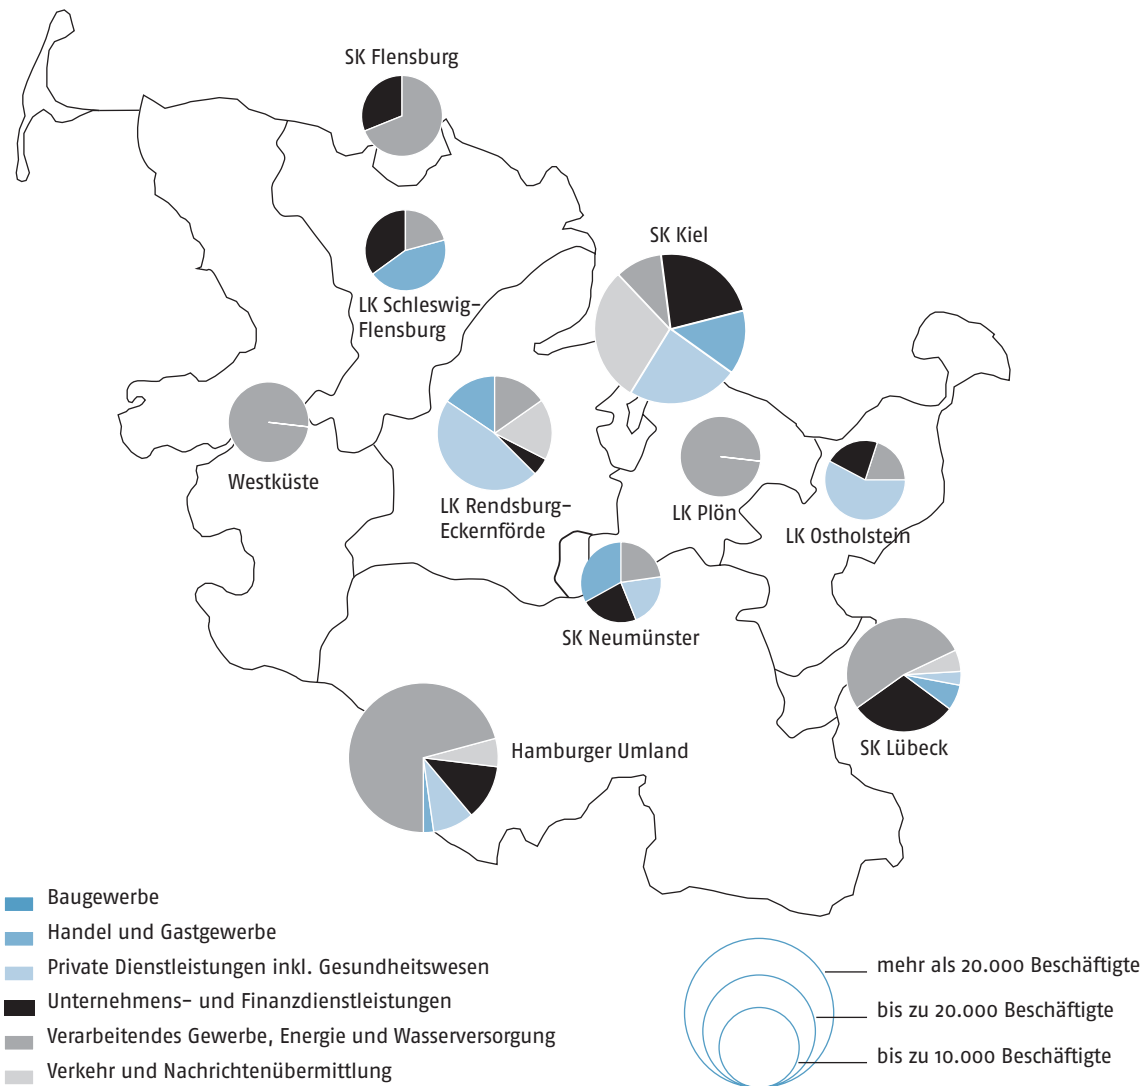 SK Flensburg
SK Kiel
LK Schleswig-
Flensburg
Westküste
LK Rendsburg-
Eckernförde
LK Plön
LK Ostholstein
SK Neumünster
SK Lübeck
Hamburger Umland
Baugewerbe
Handel und Gastgewerbe
Private Dienstleistungen inkl. Gesundheitswesen
Unternehmens- und Finanzdienstleistungen
Verarbeitendes Gewerbe, Energie und Wasserversorgung
Verkehr und Nachrichtenübermittlung
mehr als 20.000 Beschäftigte
bis zu 20.000 Beschäftigte
bis zu 10.000 Beschäftigte